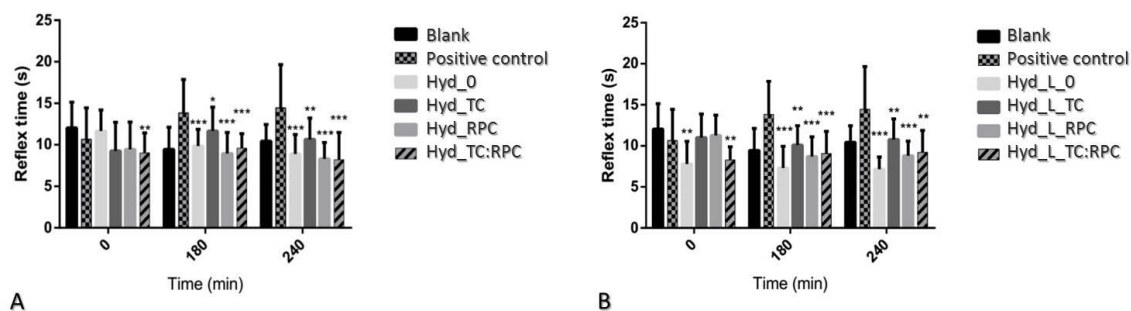 25
20
15
10
5
0
Reflex time (s)
** *** * *** *** *** ** *** ***
0 180 240
Time (min)
Blank
Positive control
Hyd_0
Hyd_TC
Hyd_RPC
Hyd_TC:RPC
A
25
20
15
10
5
0
Reflex time (s)
** ** *** ** *** *** *** ** *** **
0 180 240
Time (min)
Blank
Positive control
Hyd_L_0
Hyd_L_TC
Hyd_L_RPC
Hyd_L_TC:RPC
B